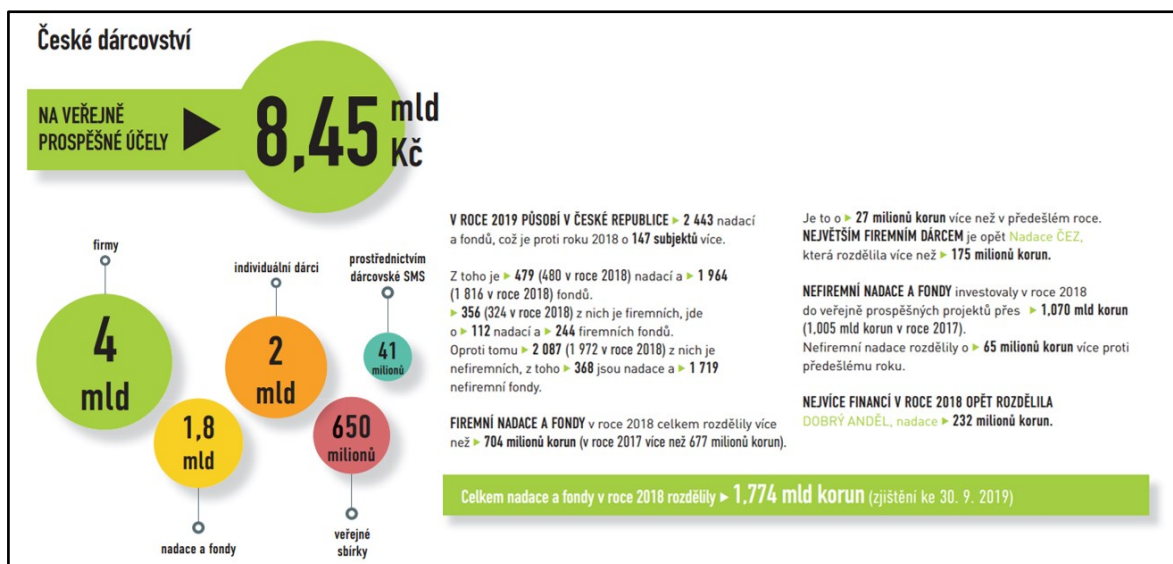 České dárcovství
NA VEŘEJNĚ
PROSPĚŠNÉ ÚČELY ►
8,45 mld
Kč
firmy
4
mld
1,8
mld
nadace a fondy
individuální dárci
2
mld
650
milionů
veřejné
sbírky
prostřednictvím
dárcovské SMS
41
milionů
V ROCE 2019 PŮSOBÍ V ČESKÉ REPUBLICE ► 2 443 nadací
a fondů, což je proti roku 2018 o 147 subjektů více.
Z toho je ► 479 (480 v roce 2018) nadací a ► 1 964
(1 816 v roce 2018) fondů.
► 356 (324 v roce 2018) z nich je firemních, jde
o ► 112 nadací a ► 244 firemních fondů.
Oproti tomu ► 2 087 (1 972 v roce 2018) z nich je
nefiremních, z toho ► 368 jsou nadace a ► 1 719
nefiremní fondy.
FIREMNÍ NADACE A FONDY v roce 2018 celkem rozdělily více
než ► 704 milionů korun (v roce 2017 více než 677 milionů korun).
Je to o ► 27 milionů korun více než v předešlém roce.
NEJVĚTŠÍM FIREMNÍM DÁRCEM je opět Nadace ČEZ,
která rozdělila více než ► 175 milionů korun.
NEFIREMNÍ NADACE A FONDY investovaly v roce 2018
do veřejně prospěšných projektů přes ► 1,070 mld korun
(1,005 mld korun v roce 2017).
Nefiremní nadace rozdělily o ► 65 milionů korun více proti
předešlému roku.
NEJVÍCE FINANCÍ V ROCE 2018 OPĚT ROZDĚLILA
DOBRÝ ANDĚL, nadace ► 232 milionů korun.
Celkem nadace a fondy v roce 2018 rozdělily ► 1,774 mld korun (zjištění ke 30. 9. 2019)